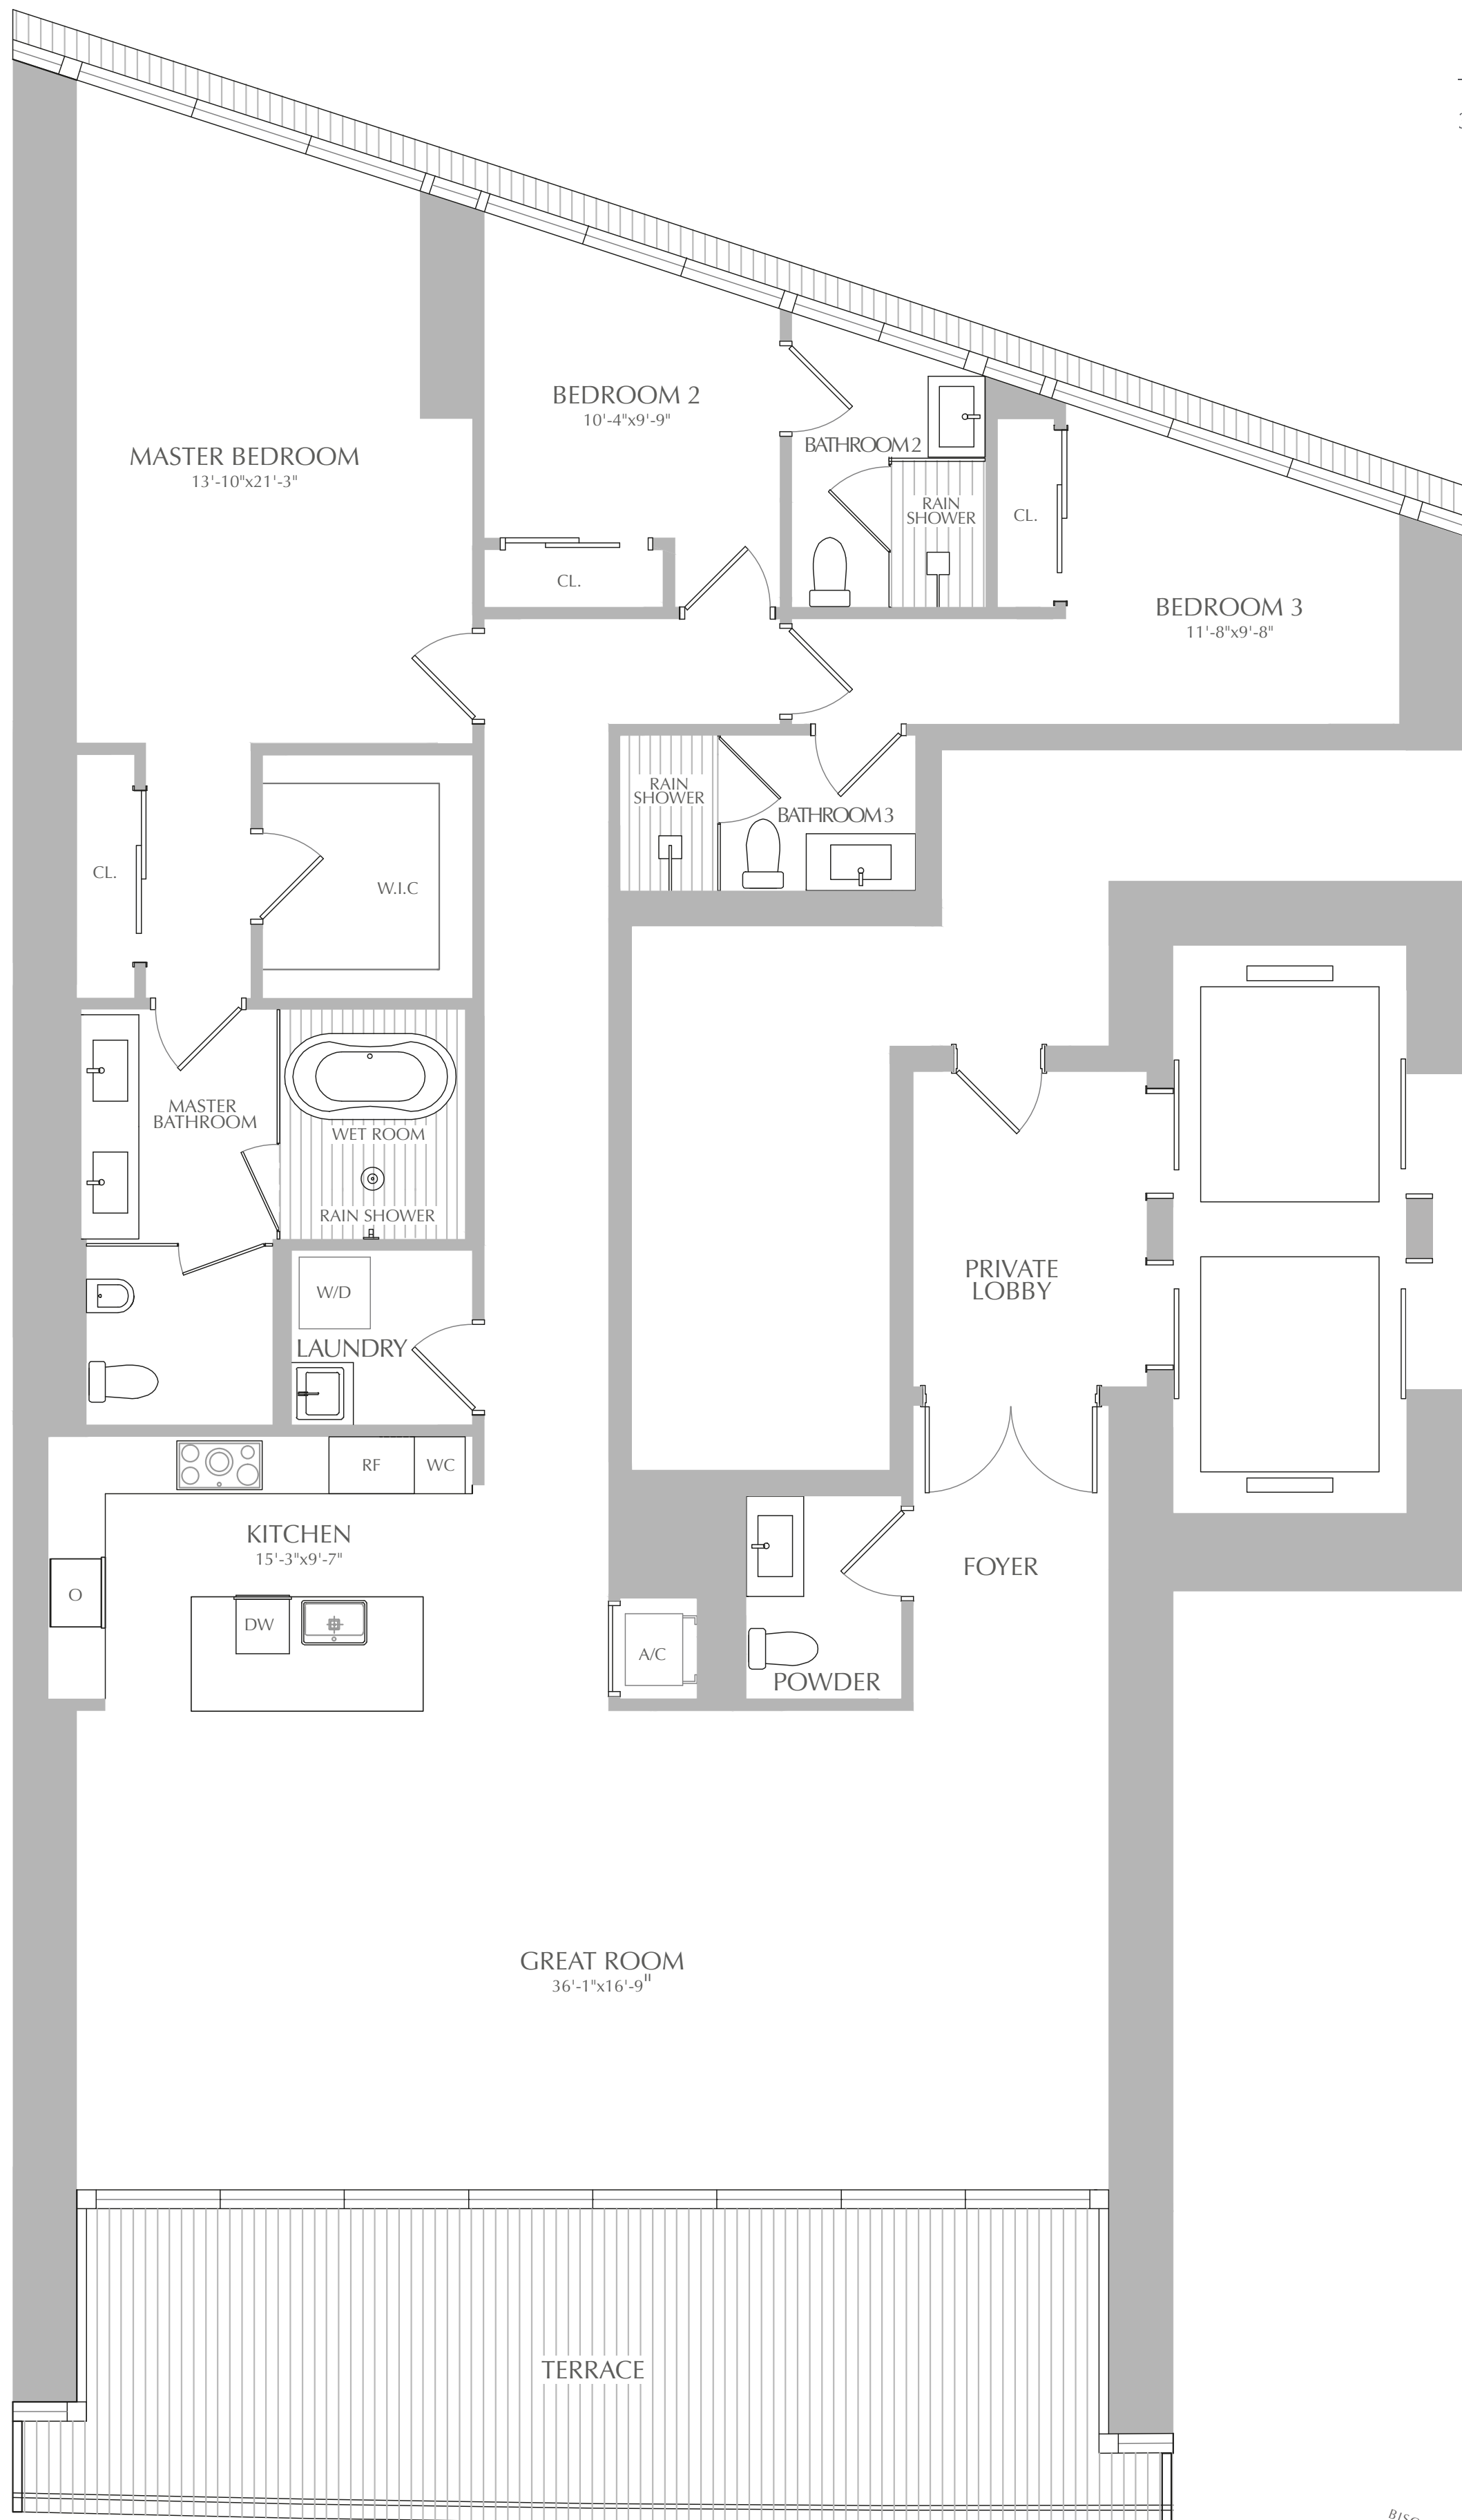 BEDROOM 2
10'-4"x9'-9"
MASTER BEDROOM
13'-10"x21'-3"
BATHROOM 2
RAIN
SHOWER
CL.
CL.
BEDROOM 3
11'-8"x9'-8"
RAIN
SHOWER
BATHROOM 3
CL.
W.I.C
MASTER
BATHROOM
WET ROOM
RAIN SHOWER
PRIVATE
LOBBY
W/D
LAUNDRY
RF
WC
KITCHEN
15'-3"x9'-7"
O
DW
FOYER
A/C
POWDER
GREAT ROOM
36'-1"x16'-9"
TERRACE